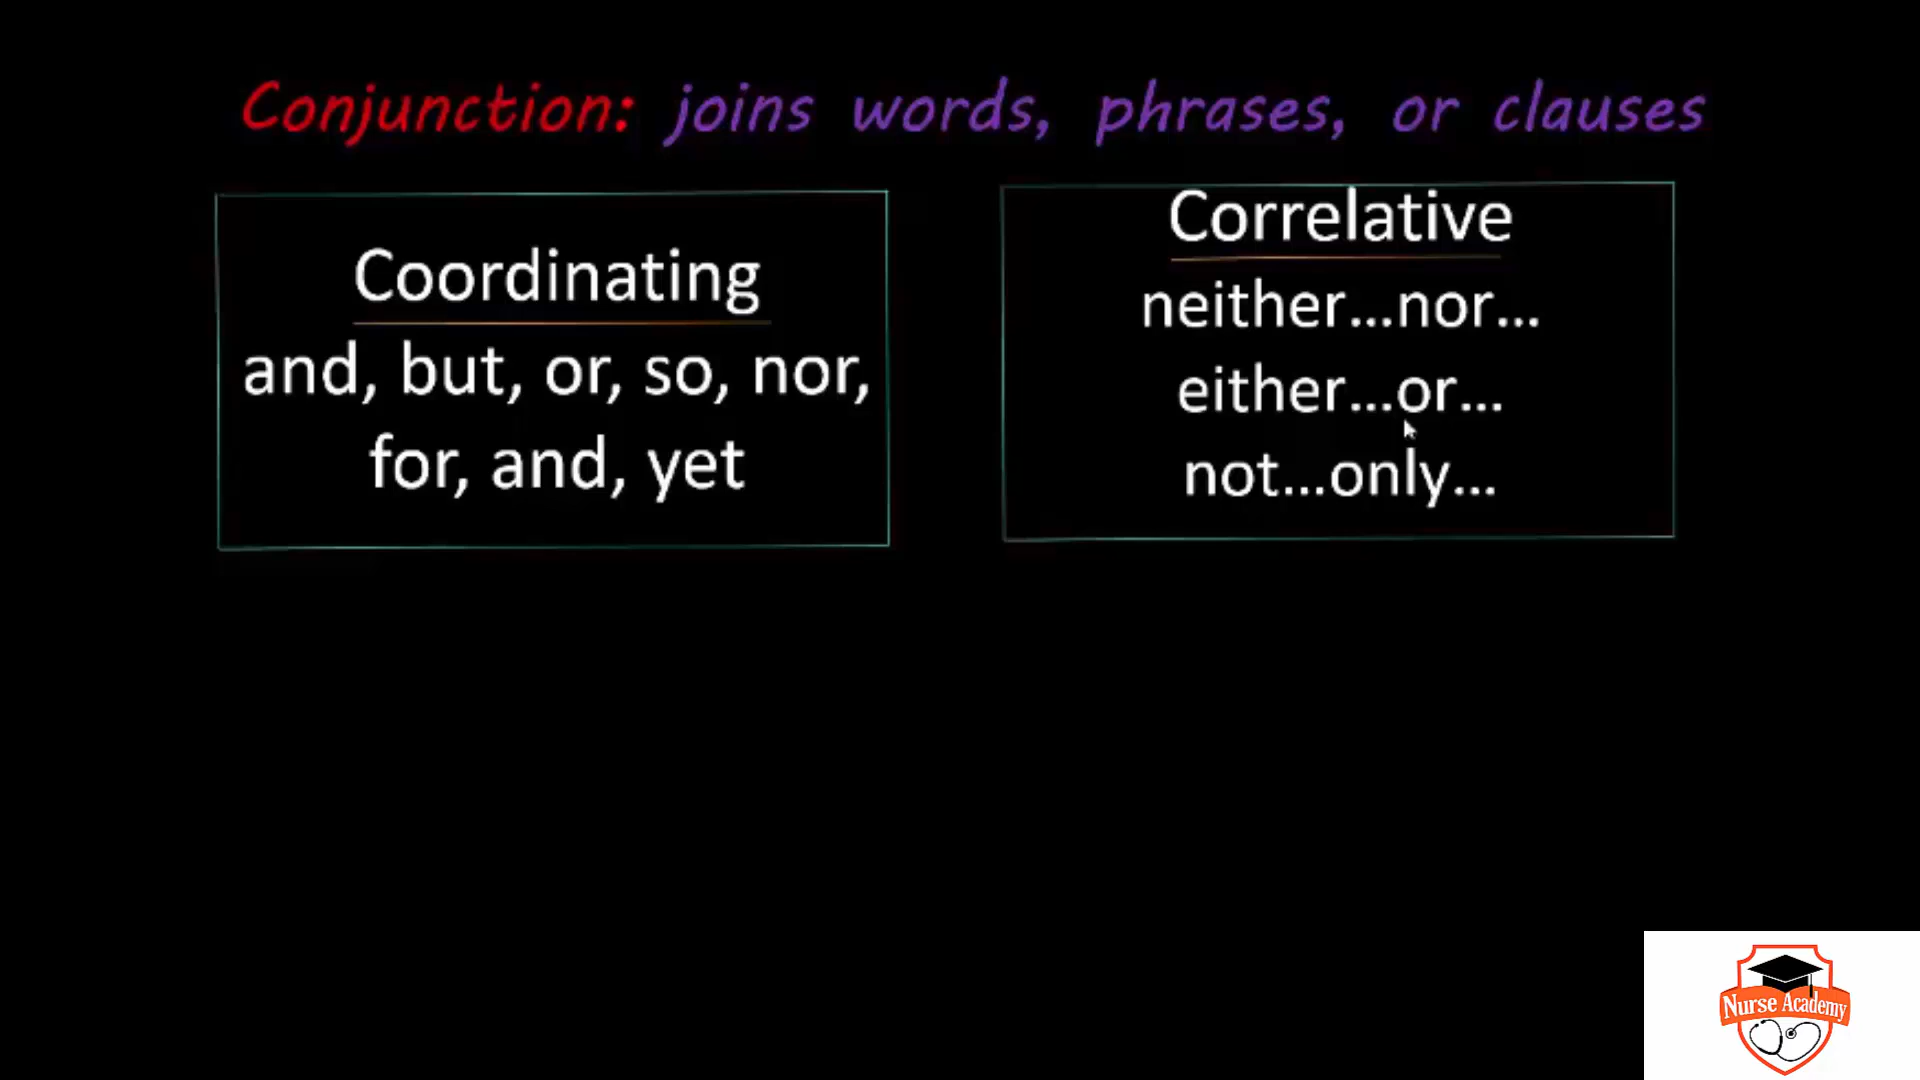 Conjunction: joins words, phrases, or clauses
Coordinating
and, but, or, so, nor,
for, and, yet
Correlative
neither...nor...
either...or...
not...only...
Nurse Academy